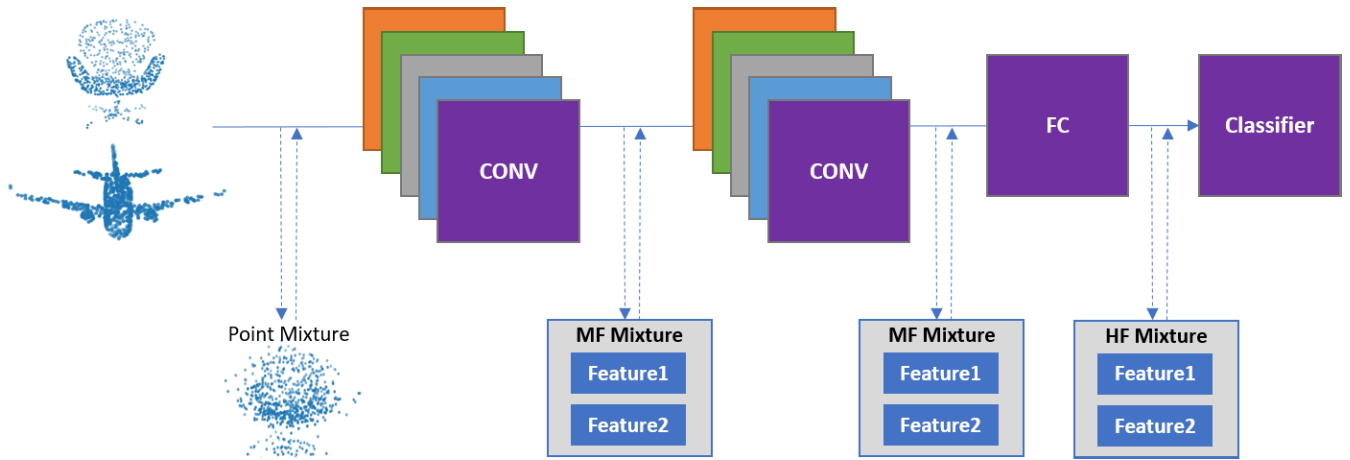 CONV
CONV
FC
Classifier
Point Mixture
MF Mixture
Feature1
Feature2
MF Mixture
Feature1
Feature2
HF Mixture
Feature1
Feature2